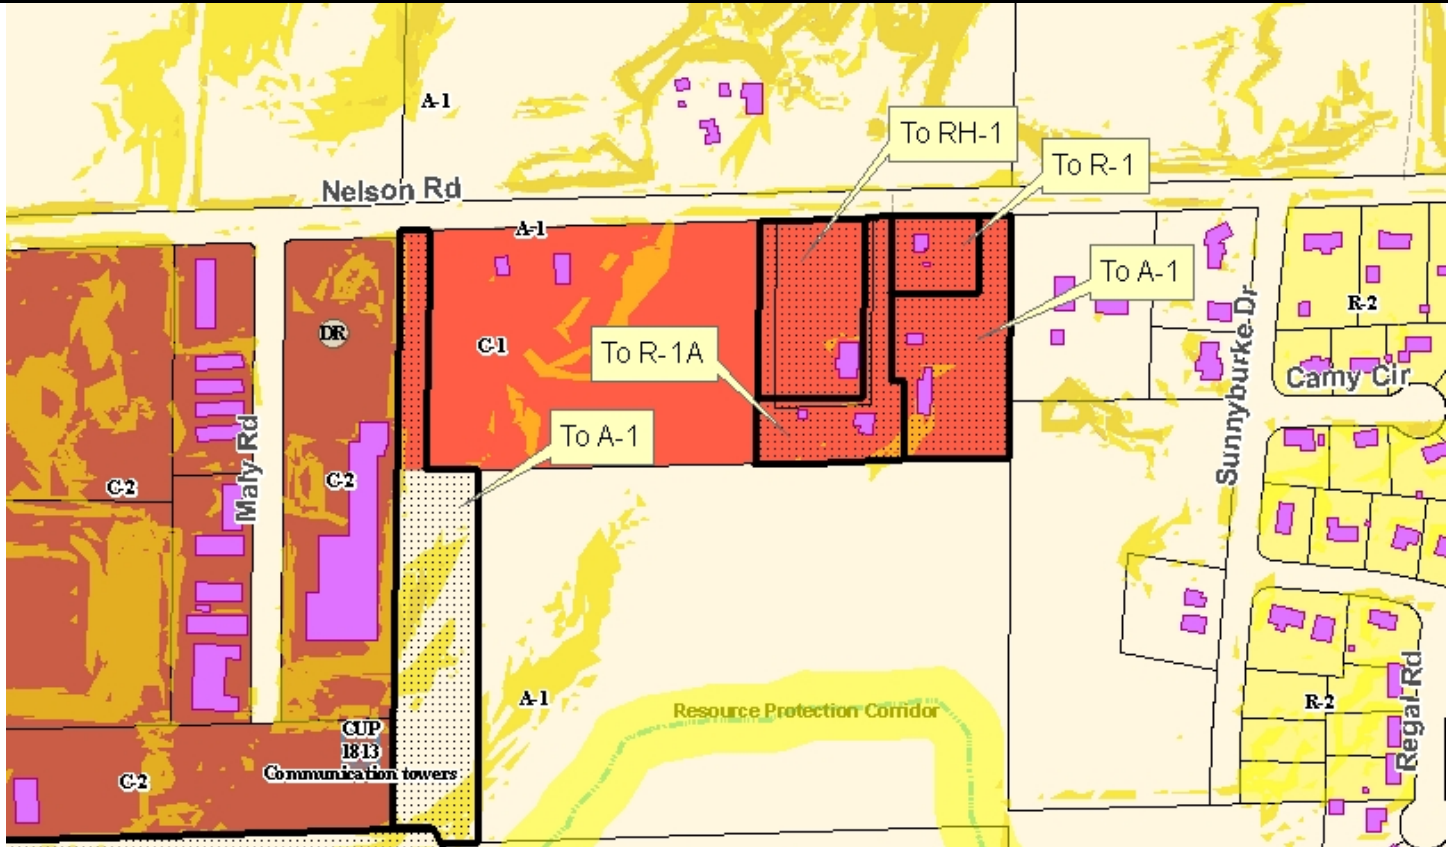 A-1
To RH-1
To R-1
Nelson Rd
A-1
To A-1
DR
C-1
To R-1A
R-2
Camy Cir
Sunnyburke Dr
To A-1
Maly Rd
C-2
C-2
A-1
Resource Protection Corridor
R-2
Regal Rd
CUP
1813
Communication towers
C-2